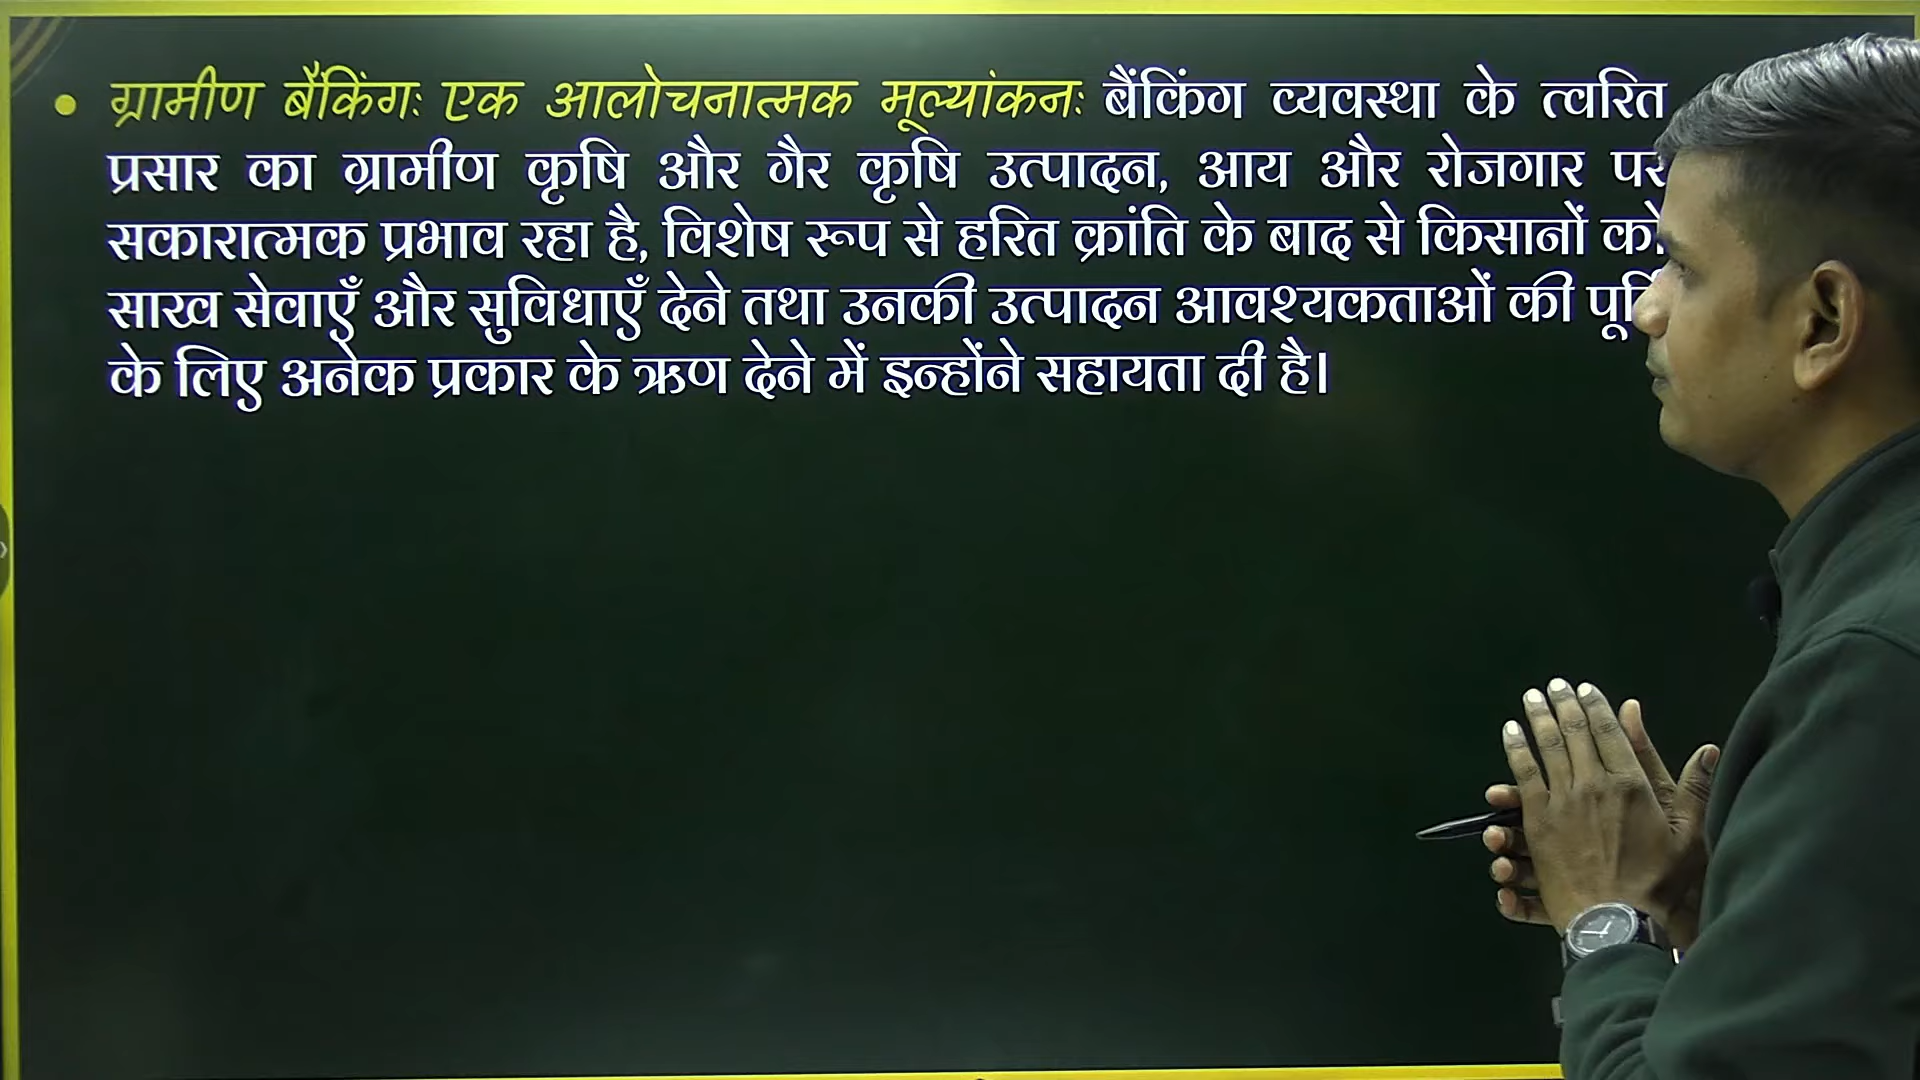 • ग्रामीण बैंकिंग: एक आलोचनात्मक मूल्यांकन: बैंकिंग व्यवस्था के त्वरित
प्रसार का ग्रामीण कृषि और गैर कृषि उत्पादन, आय और रोजगार पर
सकारात्मक प्रभाव रहा है, विशेष रूप से हरित क्रांति के बाद से किसानों को
साख सेवाएँ और सुविधाएँ देने तथा उनकी उत्पादन आवश्यकताओं की
के लिए अनेक प्रकार के ऋण देने में इन्होंने सहायता दी है।